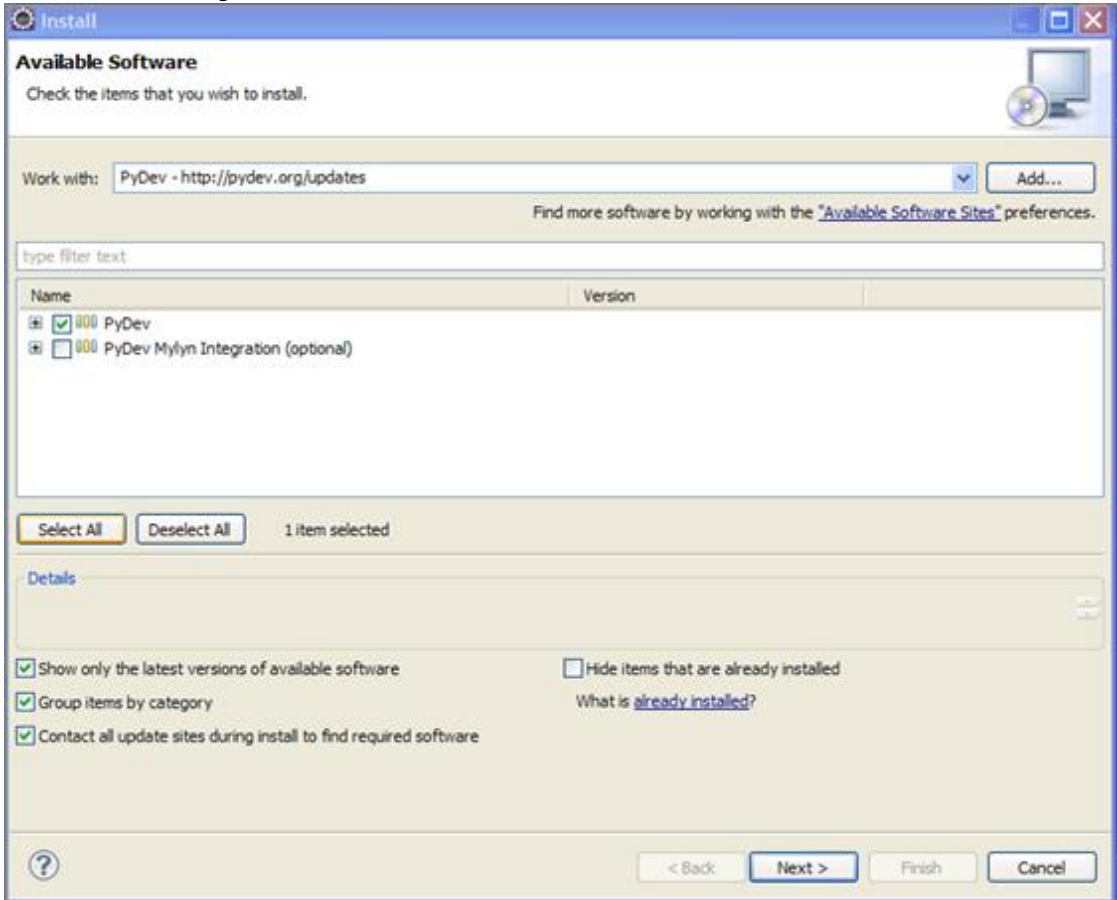 Install
Available Software
Check the items that you wish to install.
Work with: PyDev - http://pydev.org/updates Add...
Find more software by working with the "Available Software Sites" preferences.
type filter text
Name Version
PyDev
PyDev Mylyn Integration (optional)
Select All Deselect All 1 item selected
Details
Show only the latest versions of available software Hide items that are already installed
Group items by category What is already installed?
Contact all update sites during install to find required software
? < Back Next > Finish Cancel